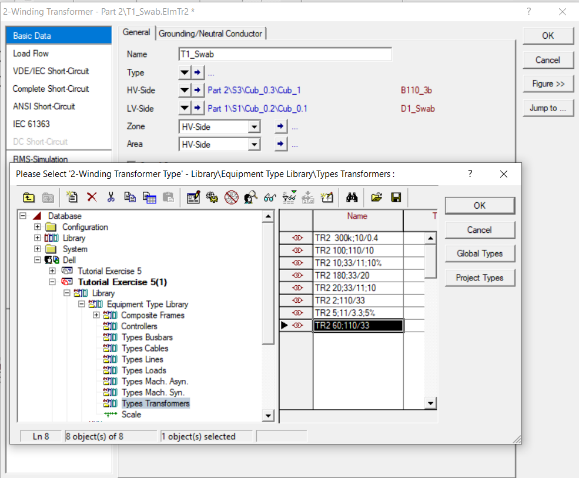 2-Winding Transformer - Part 2\T1_Swab.ElmTr2 *
?
Basic Data
Load Flow
VDE/IEC Short-Circuit
Complete Short-Circuit
ANSI Short-Circuit
IEC 61363
DC Short-Circuit
RMS-Simulation
General
Grounding/Neutral Conductor
Name T1_Swab
Type ...
HV-Side Part 2\S3\Cub_0.3\Cub_1 B110_3b
LV-Side Part 1\S1\Cub_0.2\Cub_0.1 D1_Swab
Zone HV-Side ...
Area HV-Side ...
OK
Cancel
Figure >>
Jump to ...
Please Select '2-Winding Transformer Type' - Library\Equipment Type Library\Types Transformers :
?
Database
Configuration
Library
System
Dell
Tutorial Exercise 5
Tutorial Exercise 5(1)
Library
Equipment Type Library
Composite Frames
Controllers
Types Busbars
Types Cables
Types Lines
Types Loads
Types Mach. Asyn.
Types Mach. Syn.
Types Transformers
Scale
Name T
TR2 300k;10/0.4
TR2 100;110/10
TR2 10;33/11;10%
TR2 180;33/20
TR2 20;33/11;10
TR2 2;110/33
TR2 5;11/3.3;5%
TR2 60;110/33
OK
Cancel
Global Types
Project Types
Ln 8
8 object(s) of 8
1 object(s) selected